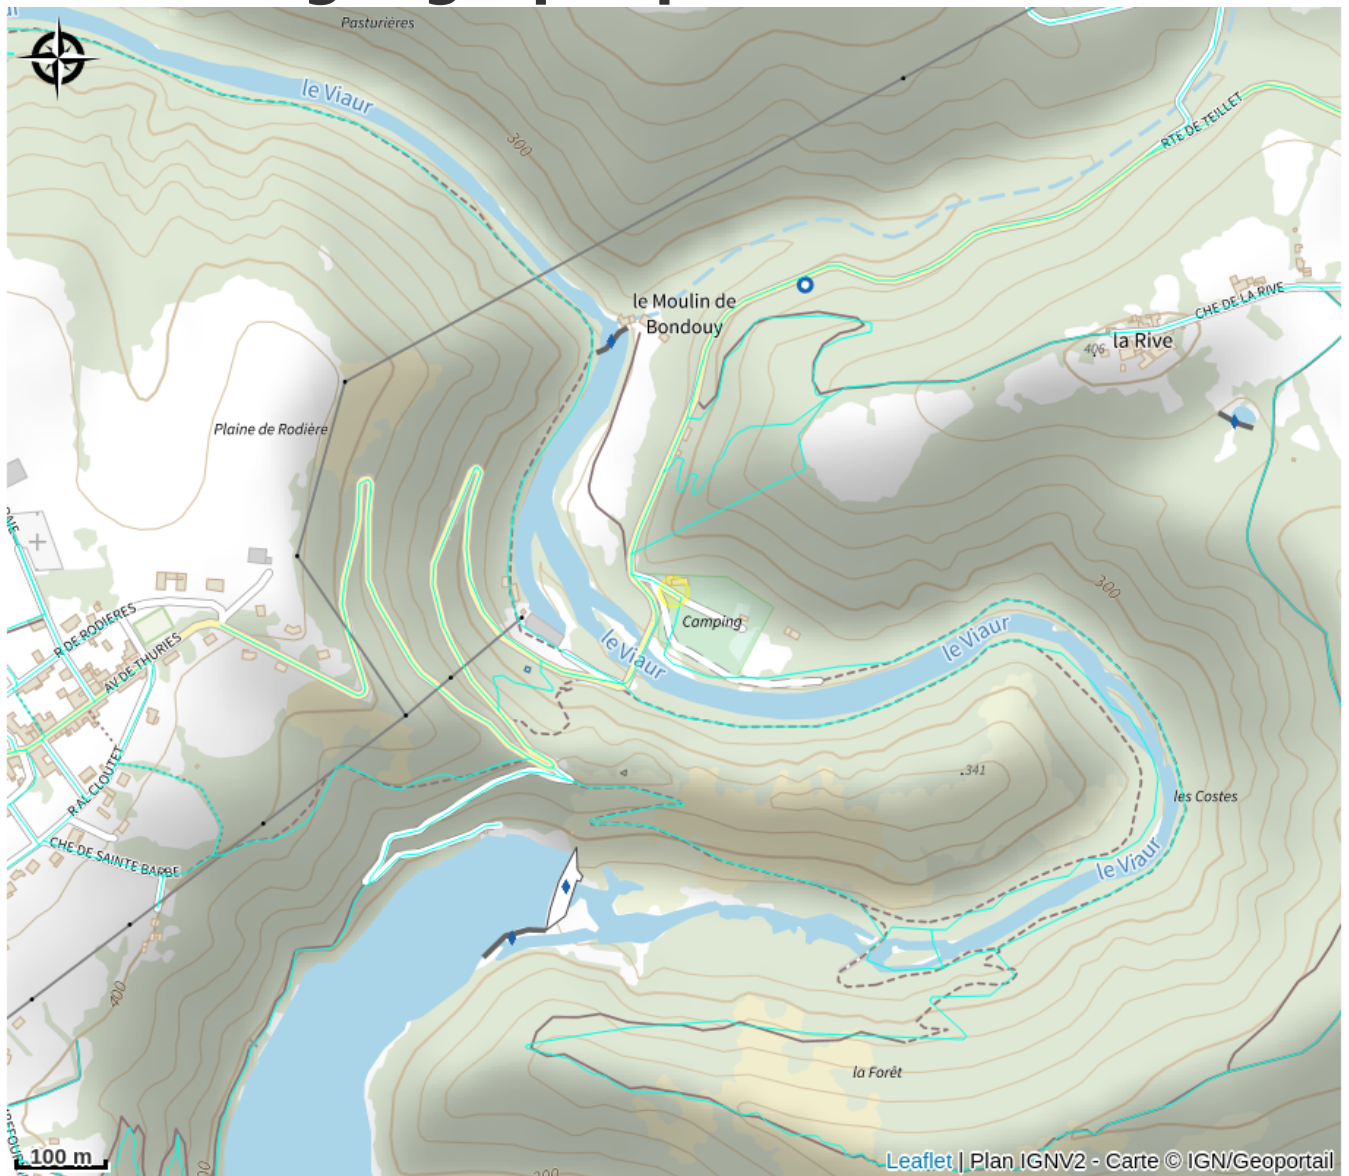 Pasturières
le Viaur
300
RTE DE TEILLET
le Moulin de
Bondouy
CHE DE LA RIVE
la Rive
406
Plaine de Rodière
300
R DE RODIERES
AV DE THURIES
Camping
le Viaur
le Viaur
.341
les Costes
R AL CLOUTET
CHE DE SAINTE BARBE
le Viaur
400
la Forêt
100 m
300
Leaflet | Plan IGNV2 - Carte © IGN/Geoportail